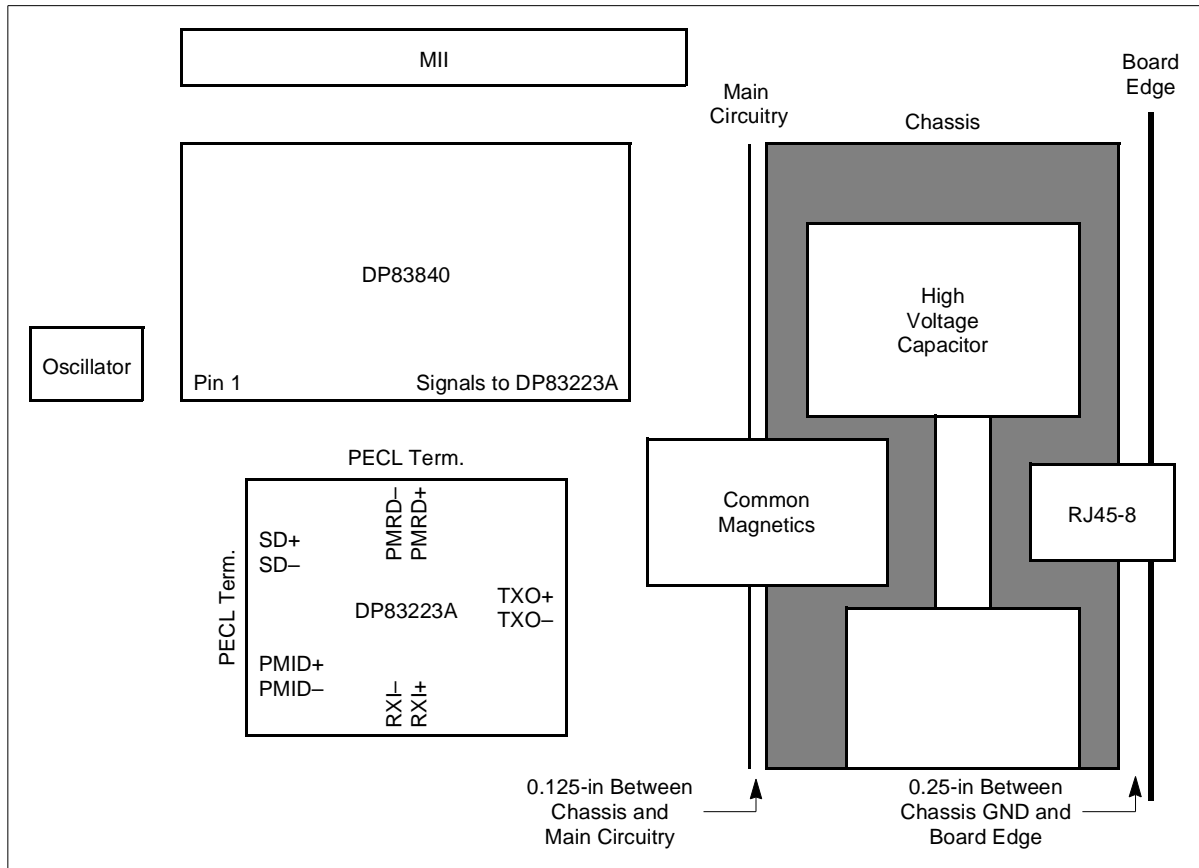 MII
Board
Edge
Main
Circuitry
Chassis
DP83840
High
Voltage
Capacitor
Oscillator
Pin 1
Signals to DP83223A
PECL Term.
Common
Magnetics
RJ45-8
PECL Term.
SD+
SD–
PMRD–
PMRD+
DP83223A
TXO+
TXO–
PMID+
PMID–
RXI–
RXI+
0.125-in Between
Chassis and
Main Circuitry
0.25-in Between
Chassis GND and
Board Edge